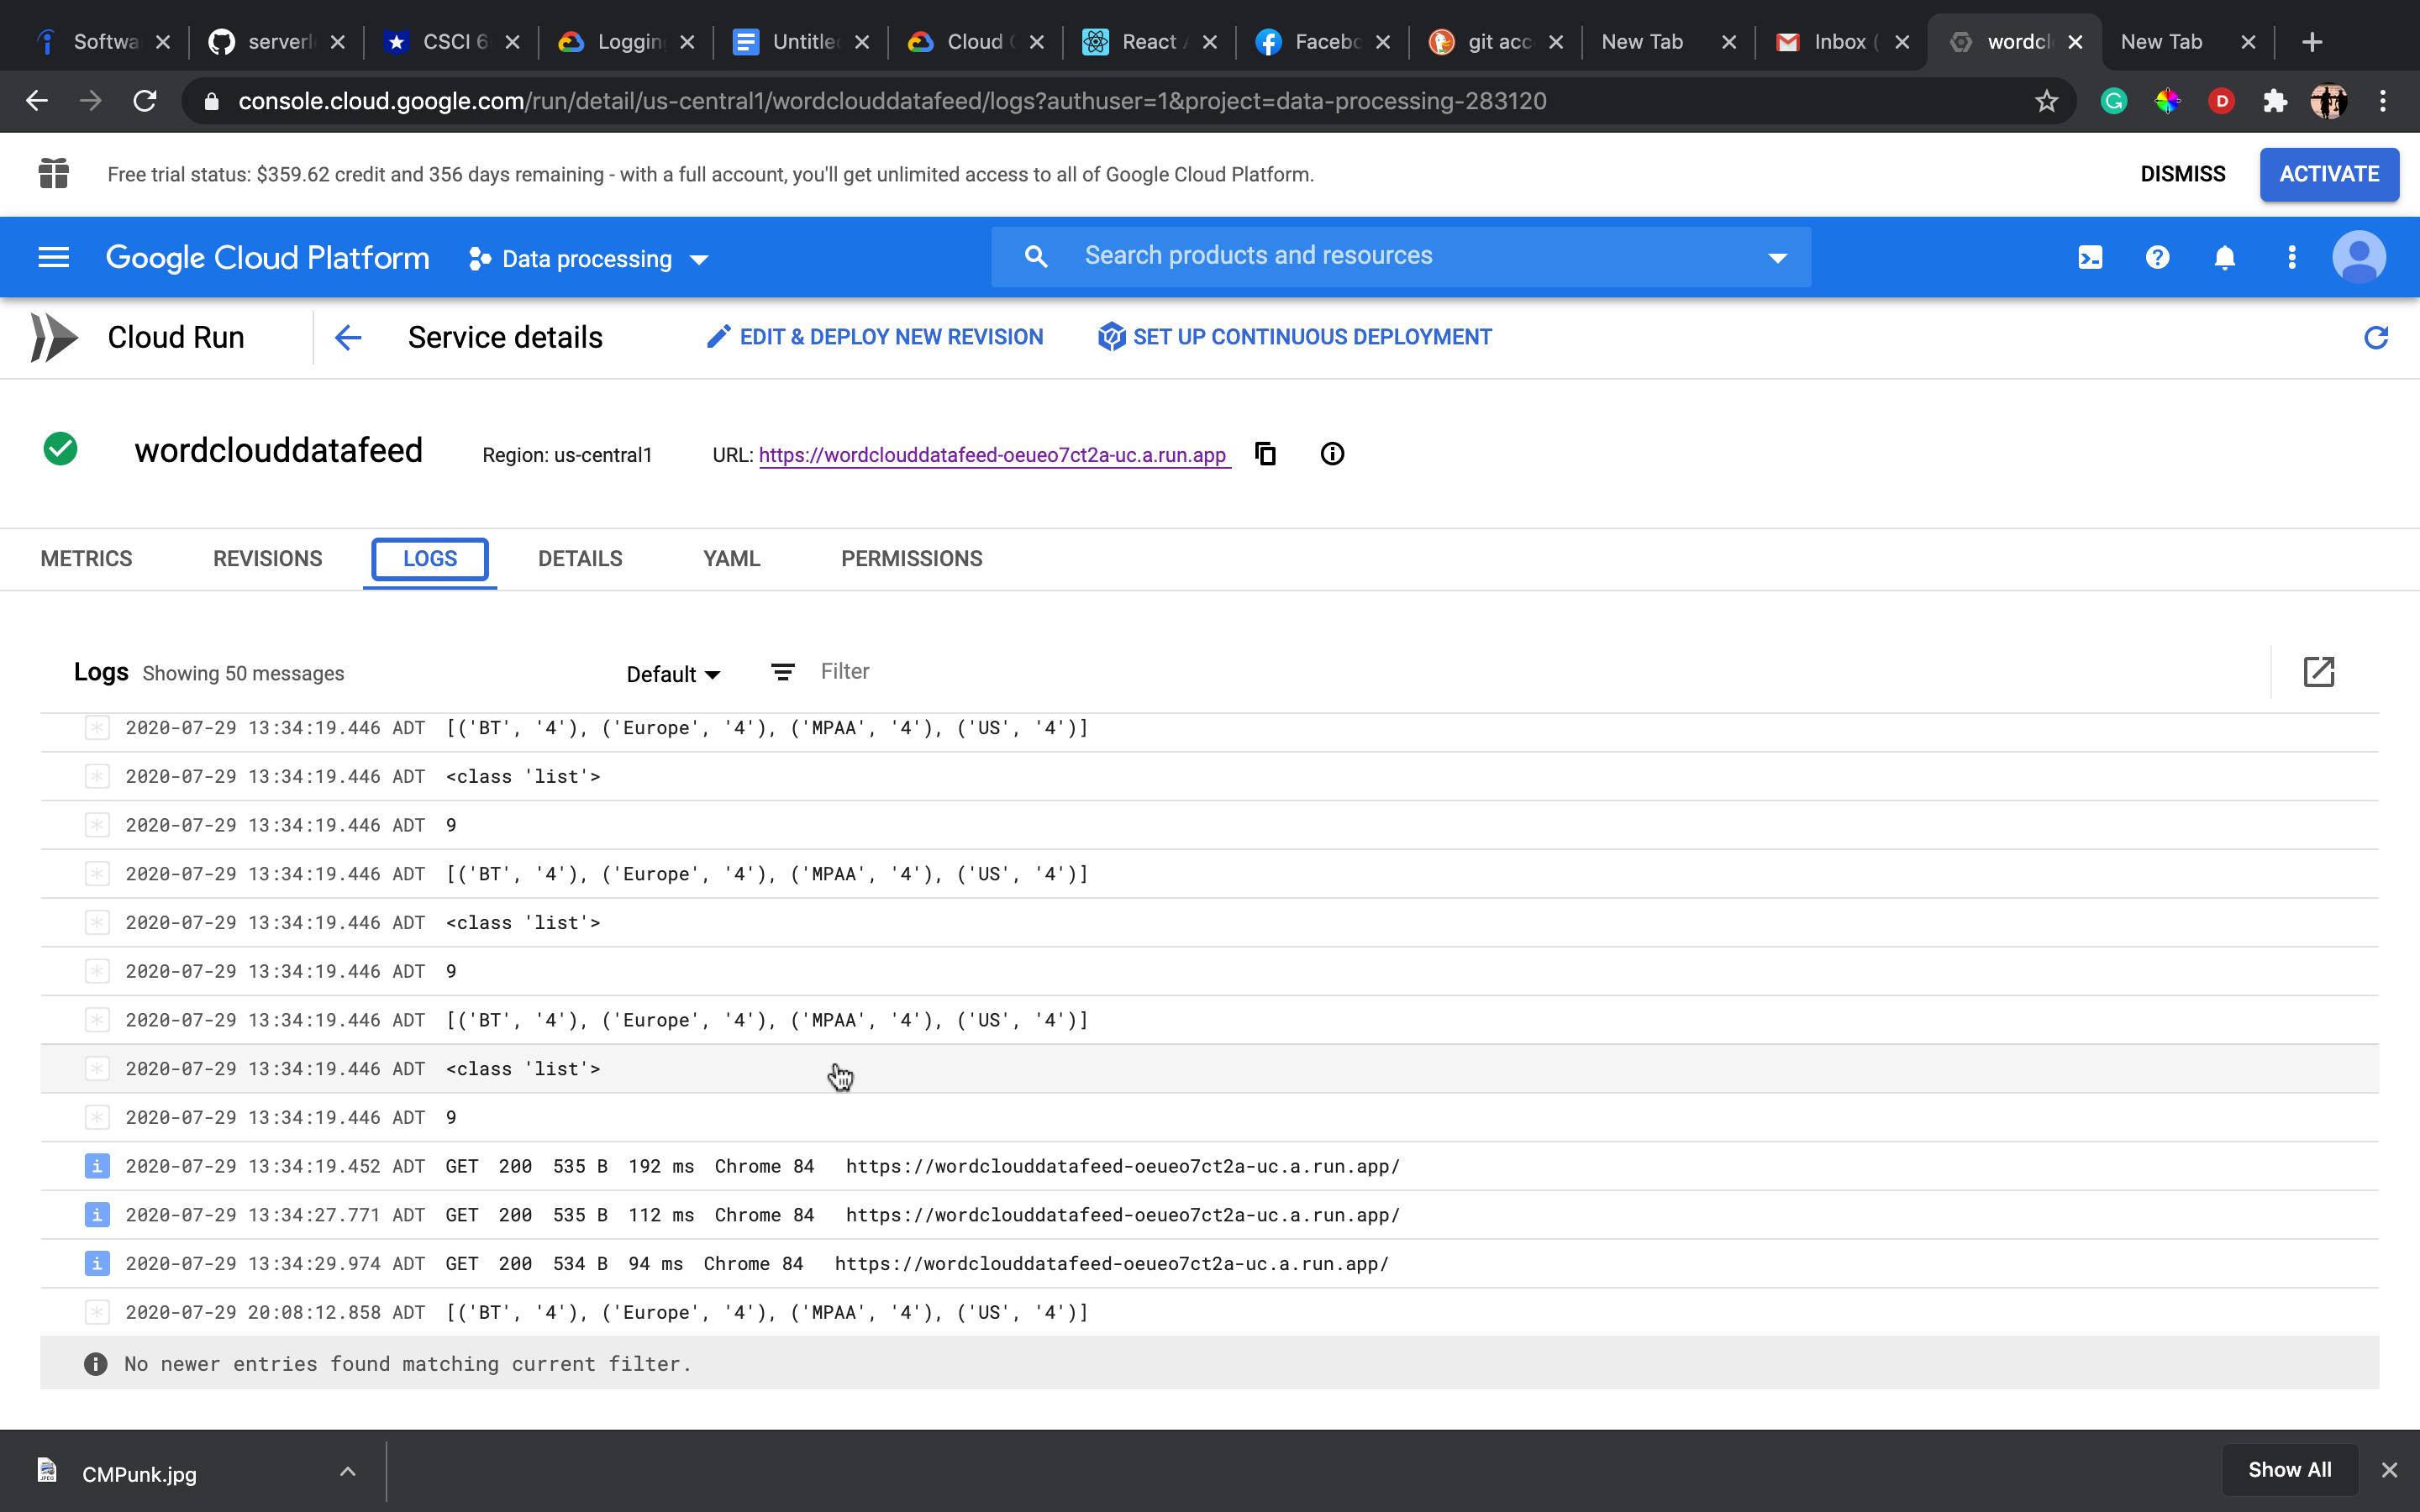 Softwa
serverl
CSCI 6
Loggin
Untitle
Cloud
React
Facebo
git acc
New Tab
Inbox (
wordcl
New Tab
console.cloud.google.com/run/detail/us-central1/wordclouddatafeed/logs?authuser=1&project=data-processing-283120
G
D
Free trial status: $359.62 credit and 356 days remaining - with a full account, you'll get unlimited access to all of Google Cloud Platform.
DISMISS
ACTIVATE
Google Cloud Platform
Data processing
Search products and resources
Cloud Run
Service details
EDIT & DEPLOY NEW REVISION
SET UP CONTINUOUS DEPLOYMENT
wordclouddatafeed
Region: us-central1
URL: https://wordclouddatafeed-oeueo7ct2a-uc.a.run.app
METRICS
REVISIONS
LOGS
DETAILS
YAML
PERMISSIONS
Logs Showing 50 messages
Default
Filter
2020-07-29 13:34:19.446 ADT [('BT', '4'), ('Europe', '4'), ('MPAA', '4'), ('US', '4')]
2020-07-29 13:34:19.446 ADT <class 'list'>
2020-07-29 13:34:19.446 ADT 9
2020-07-29 13:34:19.446 ADT [('BT', '4'), ('Europe', '4'), ('MPAA', '4'), ('US', '4')]
2020-07-29 13:34:19.446 ADT <class 'list'>
2020-07-29 13:34:19.446 ADT 9
2020-07-29 13:34:19.446 ADT [('BT', '4'), ('Europe', '4'), ('MPAA', '4'), ('US', '4')]
2020-07-29 13:34:19.446 ADT <class 'list'>
2020-07-29 13:34:19.446 ADT 9
2020-07-29 13:34:19.452 ADT GET 200 535 B 192 ms Chrome 84 https://wordclouddatafeed-oeueo7ct2a-uc.a.run.app/
2020-07-29 13:34:27.771 ADT GET 200 535 B 112 ms Chrome 84 https://wordclouddatafeed-oeueo7ct2a-uc.a.run.app/
2020-07-29 13:34:29.974 ADT GET 200 534 B 94 ms Chrome 84 https://wordclouddatafeed-oeueo7ct2a-uc.a.run.app/
2020-07-29 20:08:12.858 ADT [('BT', '4'), ('Europe', '4'), ('MPAA', '4'), ('US', '4')]
No newer entries found matching current filter.
CMPunk.jpg
Show All